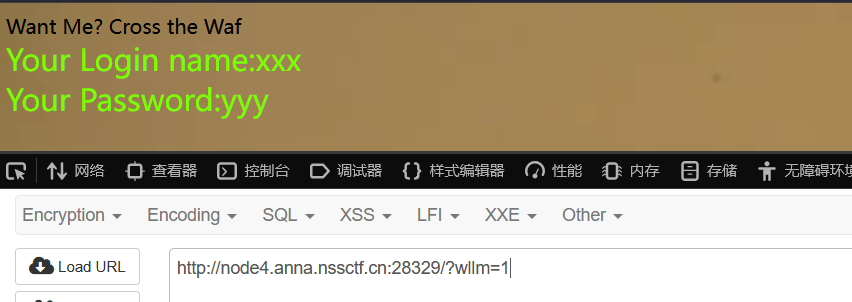 Want Me? Cross the Waf
Your Login name:xxx
Your Password:yyy
网络 查看器 控制台 调试器 样式编辑器 性能 内存 存储 无障碍环
Encryption Encoding SQL XSS LFI XXE Other
Load URL
http://node4.anna.nssctf.cn:28329/?wllm=1